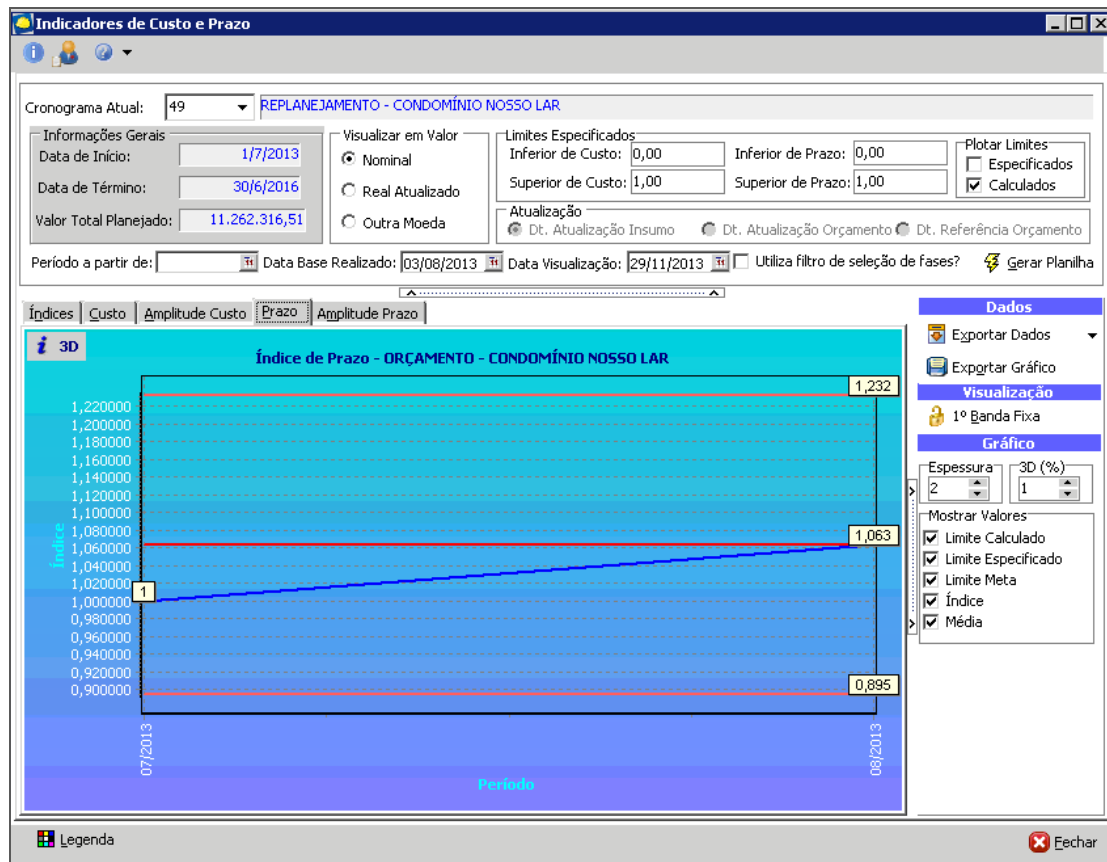 Indicadores de Custo e Prazo
Cronograma Atual: 49 REPLANEJAMENTO - CONDOMÍNIO NOSSO LAR
Informações Gerais
Data de Início: 1/7/2013
Data de Término: 30/6/2016
Valor Total Planejado: 11.262.316,51
Visualizar em Valor
Nominal
Real Atualizado
Outra Moeda
Limites Especificados
Inferior de Custo: 0,00 Inferior de Prazo: 0,00
Superior de Custo: 1,00 Superior de Prazo: 1,00
Plotar Limites
Especificados
Calculados
Atualização
Dt. Atualização Insumo Dt. Atualização Orçamento Dt. Referência Orçamento
Período a partir de: Data Base Realizado: 03/08/2013 Data Visualização: 29/11/2013 Utiliza filtro de seleção de fases? Gerar Planilha
Índices Custo Amplitude Custo Prazo Amplitude Prazo
3D
Índice de Prazo - ORÇAMENTO - CONDOMÍNIO NOSSO LAR
1,232
1,220000
1,200000
1,180000
1,160000
1,140000
1,120000
1,100000
1,080000
1,063
1,060000
1,040000
1,020000
1,000000
1
0,980000
0,960000
0,940000
0,920000
0,900000
0,895
Índice
07/2013
08/2013
Período
Dados
Exportar Dados
Exportar Gráfico
Visualização
1º Banda Fixa
Gráfico
Espessura 3D (%)
2 1
Mostrar Valores
Limite Calculado
Limite Especificado
Limite Meta
Índice
Média
Legenda
Fechar